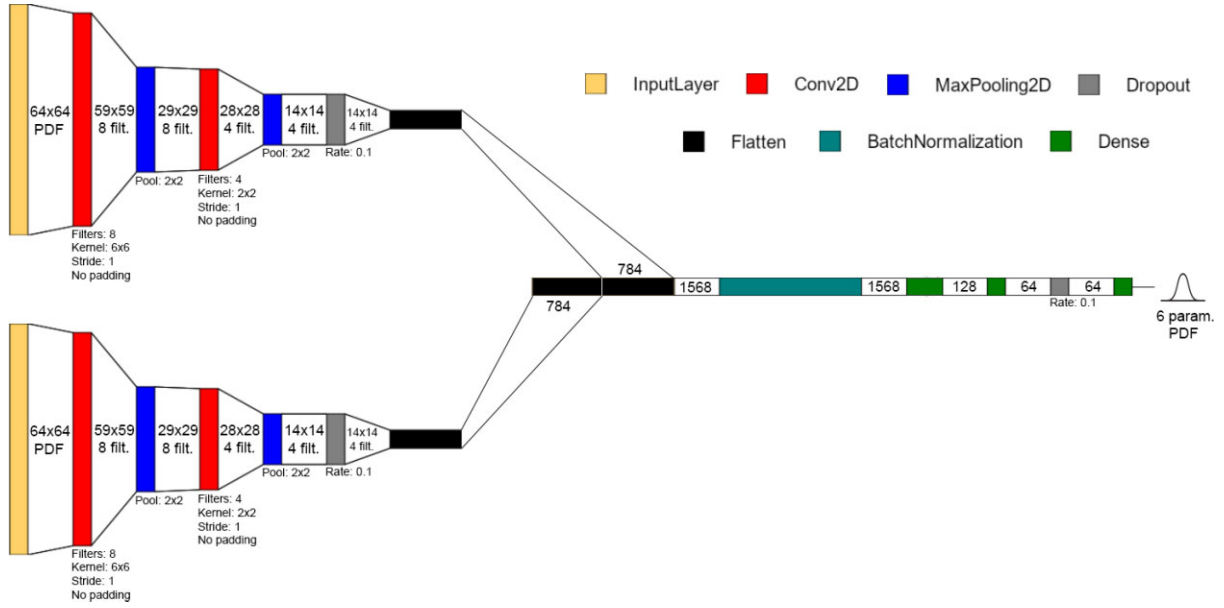 InputLayer
Conv2D
MaxPooling2D
Dropout
Flatten
BatchNormalization
Dense
64x64
PDF
59x59
8 filt.
29x29
8 filt.
28x28
4 filt.
14x14
4 filt.
14x14
4 filt.
Filters: 8
Kernel: 6x6
Stride: 1
No padding
Pool: 2x2
Filters: 4
Kernel: 2x2
Stride: 1
No padding
Pool: 2x2
Rate: 0.1
784
784
1568
1568
128
64
64
Rate: 0.1
6 param.
PDF
64x64
PDF
59x59
8 filt.
29x29
8 filt.
28x28
4 filt.
14x14
4 filt.
14x14
4 filt.
Filters: 8
Kernel: 6x6
Stride: 1
No padding
Pool: 2x2
Filters: 4
Kernel: 2x2
Stride: 1
No padding
Pool: 2x2
Rate: 0.1